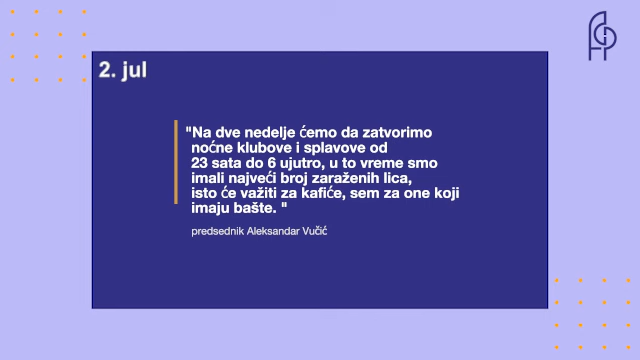 2. jul
"Na dve nedelje ćemo da zatvorimo
noćne klubove i splavove od
23 sata do 6 ujutro, u to vreme smo
imali najveći broj zaraženih lica,
isto će važiti za kafiće, sem za one koji
imaju bašte. "
predsednik Aleksandar Vučić